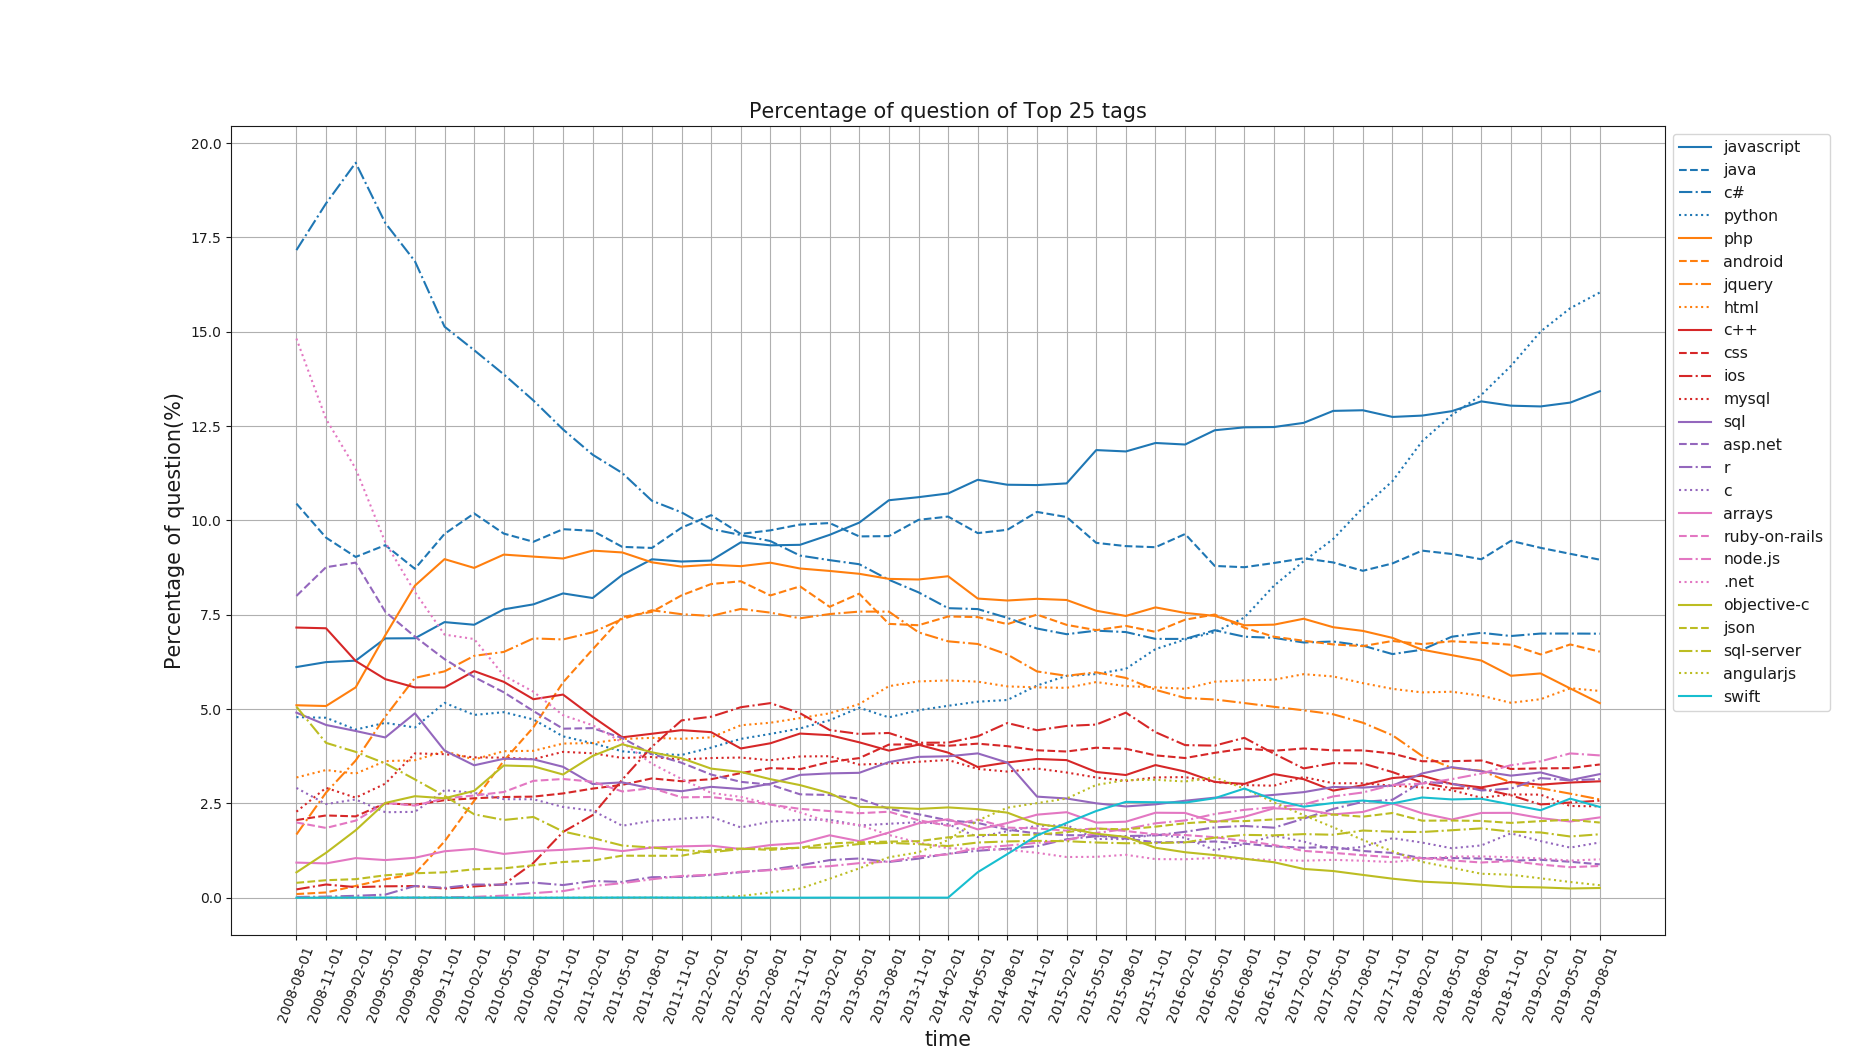 Percentage of question of Top 25 tags
Percentage of question(%)
20.0
17.5
15.0
12.5
10.0
7.5
5.0
2.5
0.0
javascript
java
c#
python
php
android
jquery
html
c++
css
ios
mysql
sql
asp.net
r
c
arrays
ruby-on-rails
node.js
.net
objective-c
json
sql-server
angularjs
swift
2008-08-01
2008-11-01
2009-02-01
2009-05-01
2009-08-01
2009-11-01
2010-02-01
2010-05-01
2010-08-01
2010-11-01
2011-02-01
2011-05-01
2011-08-01
2011-11-01
2012-02-01
2012-05-01
2012-08-01
2012-11-01
2013-02-01
2013-05-01
2013-08-01
2013-11-01
2014-02-01
2014-05-01
2014-08-01
2014-11-01
2015-02-01
2015-05-01
2015-08-01
2015-11-01
2016-02-01
2016-05-01
2016-08-01
2016-11-01
2017-02-01
2017-05-01
2017-08-01
2017-11-01
2018-02-01
2018-05-01
2018-08-01
2018-11-01
2019-02-01
2019-05-01
2019-08-01
time